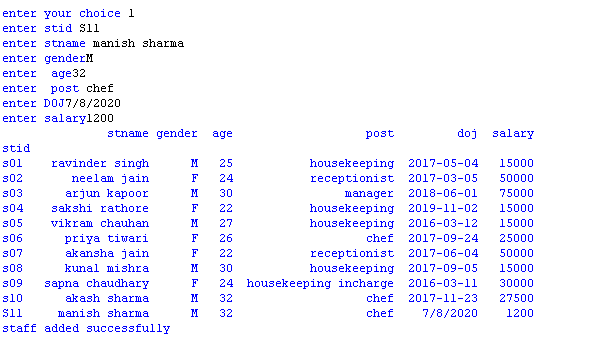 enter your choice 1
enter stid S11
enter stname manish sharma
enter genderM
enter  age32
enter  post chef
enter DOJ7/8/2020
enter salary1200
stname gender age post doj salary
stid
s01 ravinder singh M 25 housekeeping 2017-05-04 15000
s02 neelam jain F 24 receptionist 2017-03-05 50000
s03 arjun kapoor M 30 manager 2018-06-01 75000
s04 sakshi rathore F 22 housekeeping 2019-11-02 15000
s05 vikram chauhan M 27 housekeeping 2016-03-12 15000
s06 priya tiwari F 26 chef 2017-09-24 25000
s07 akansha jain F 22 receptionist 2017-06-04 50000
s08 kunal mishra M 30 housekeeping 2017-09-05 15000
s09 sapna chaudhary F 24 housekeeping incharge 2016-03-11 30000
s10 akash sharma M 32 chef 2017-11-23 27500
S11 manish sharma M 32 chef 7/8/2020 1200
staff added successfully